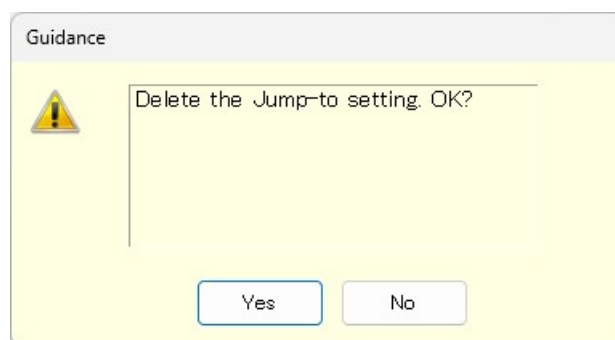 Guidance
Delete the Jump-to setting. OK?
Yes
No